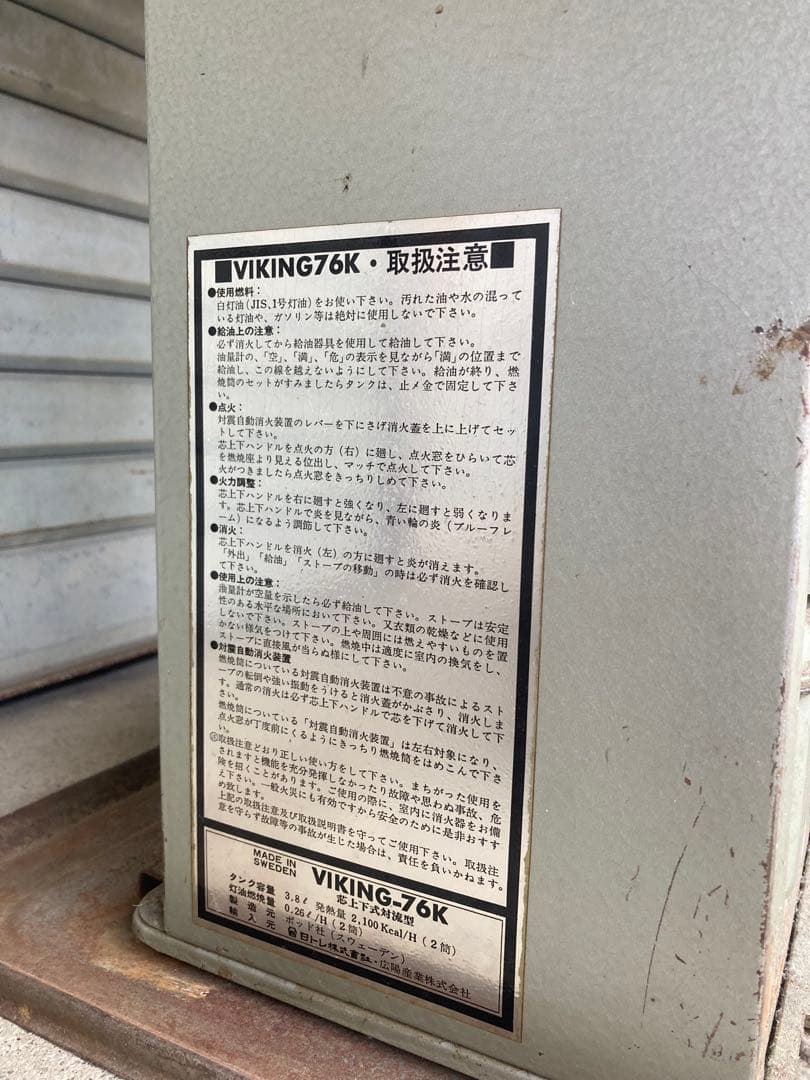 ■VIKING76K・取扱注意■
●使用燃料：
白灯油(JIS、1号灯油)をお使い下さい。汚れた油や水の混って
いる灯油や、ガソリン等は絶対に使用しないで下さい。
●給油上の注意：
必ず消火してから給油器具を使用して給油して下さい。
油量計の、「空」、「満」、「危」の表示を見ながら「満」の位置まで
給油し、この線を越えないようにして下さい。給油が終り、燃
焼筒のセットがすみましたらタンクは、止メ金で固定して下さ
い。
●点火：
対震自動消火装置のレバーを下にさげ消火蓋を上に上げてセッ
トして下さい。
芯上下ハンドルを点火の方（右）に廻し、点火窓をひらいて芯
を燃焼座より見える位出し、マッチで点火して下さい。
火がつきましたら点火窓をきっちりしめて下さい。
●火力調整：
芯上下ハンドルを右に廻すと強くなり、左に廻すと弱くなりま
す。芯上下ハンドルで炎を見ながら、青い輪の炎（ブルーフレ
ーム）になるよう調節して下さい。
●消火：
芯上下ハンドルを消火（左）の方に廻すと炎が消えます。
「外出」「給油」「ストーブの移動」の時は必ず消火を確認し
て下さい。
●使用上の注意：
油量計が空量を示したら必ず給油して下さい。ストーブは安定
性のある水平な場所において下さい。又衣類の乾燥などに使用
しないで下さい。ストーブの上や周囲には燃えやすいものを置
かない様気をつけて下さい。燃焼中は適度に室内の換気をし、
ストーブに直接風が当らぬ様にして下さい。
●対震自動消火装置
燃焼筒についている対震自動消火装置は不意の事故によるスト
ーブの転倒や強い振動をうけると消火蓋がかぶさり、消火しま
す。通常の消火は必ず芯上下ハンドルで芯を下げて消火して下
さい。
燃焼筒についている「対震自動消火装置」は左右対象になり、
点火窓が丁度前にくるようにきっちり燃焼筒をはめこんで下さ
い。
取扱注意どおり正しい使い方をして下さい。まちがった使用を
されますと機能を充分発揮しなかったり故障や思わぬ事故、危
険を招くことがあります。ご使用の際に、室内に消火器をお備
え下さい。一般火災にも有効ですから安全のために是非おすす
め致します。
上記の取扱注意及び取扱説明書を守ってご使用下さい。取扱注
意を守らず故障等の事故が生じた場合は、責任を負いかねます。
MADE IN
SWEDEN
VIKING-76K
芯上下式対流型
タンク容量 3.8ℓ 発熱量 2,100Kcal/H（2筒）
灯油燃焼量 0.26ℓ/H（2筒）
製造元 ポッド社（スウェーデン）
輸入元 日トレ株式會社・広陽産業株式会社